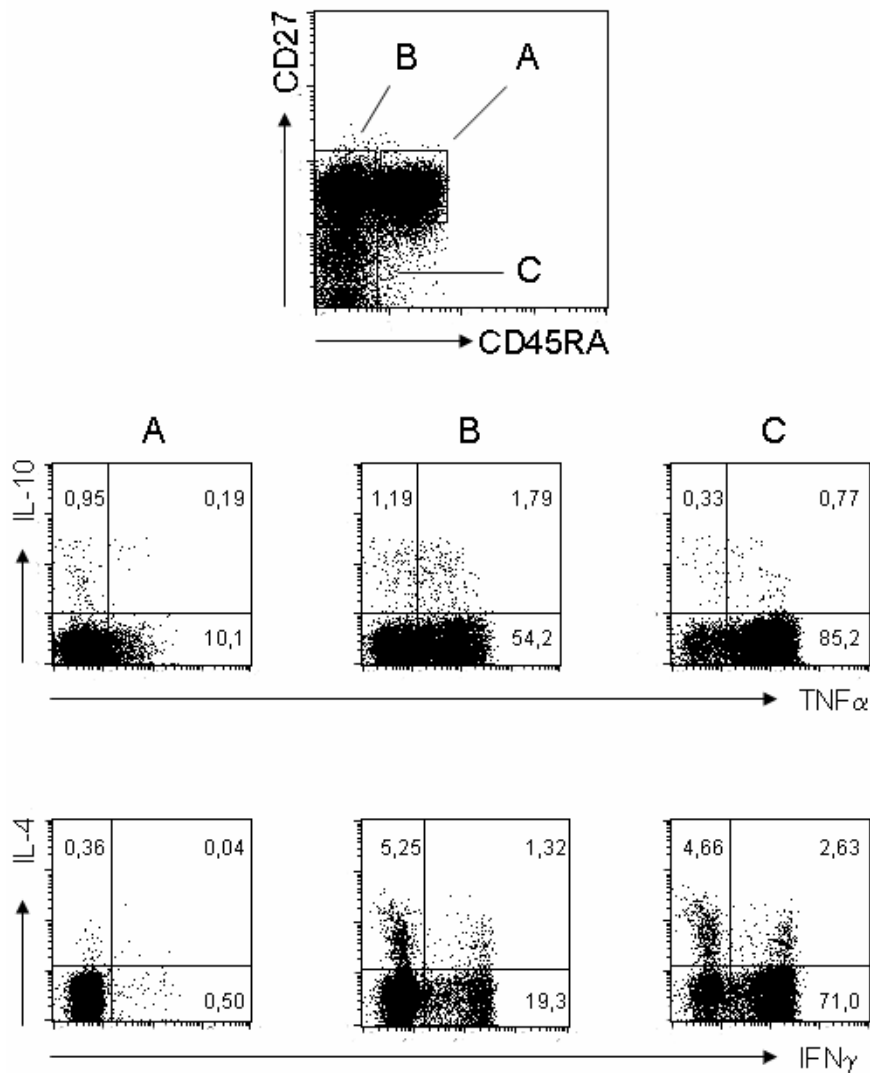 CD27
B
A
C
CD45RA
A
B
C
IL-10
0,95
0,19
10,1
1,19
1,79
54,2
0,33
0,77
85,2
TNFα
IL-4
0,36
0,04
0,50
5,25
1,32
19,3
4,66
2,63
71,0
IFNγ